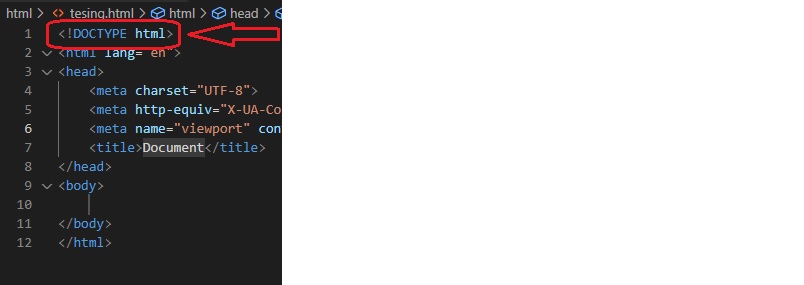 html > tesing.html > html > head >
1 <!DOCTYPE html>
2 <html lang="en">
3 <head>
4 <meta charset="UTF-8">
5 <meta http-equiv="X-UA-Co
6 <meta name="viewport" con
7 <title>Document</title>
8 </head>
9 <body>
10
11 </body>
12 </html>